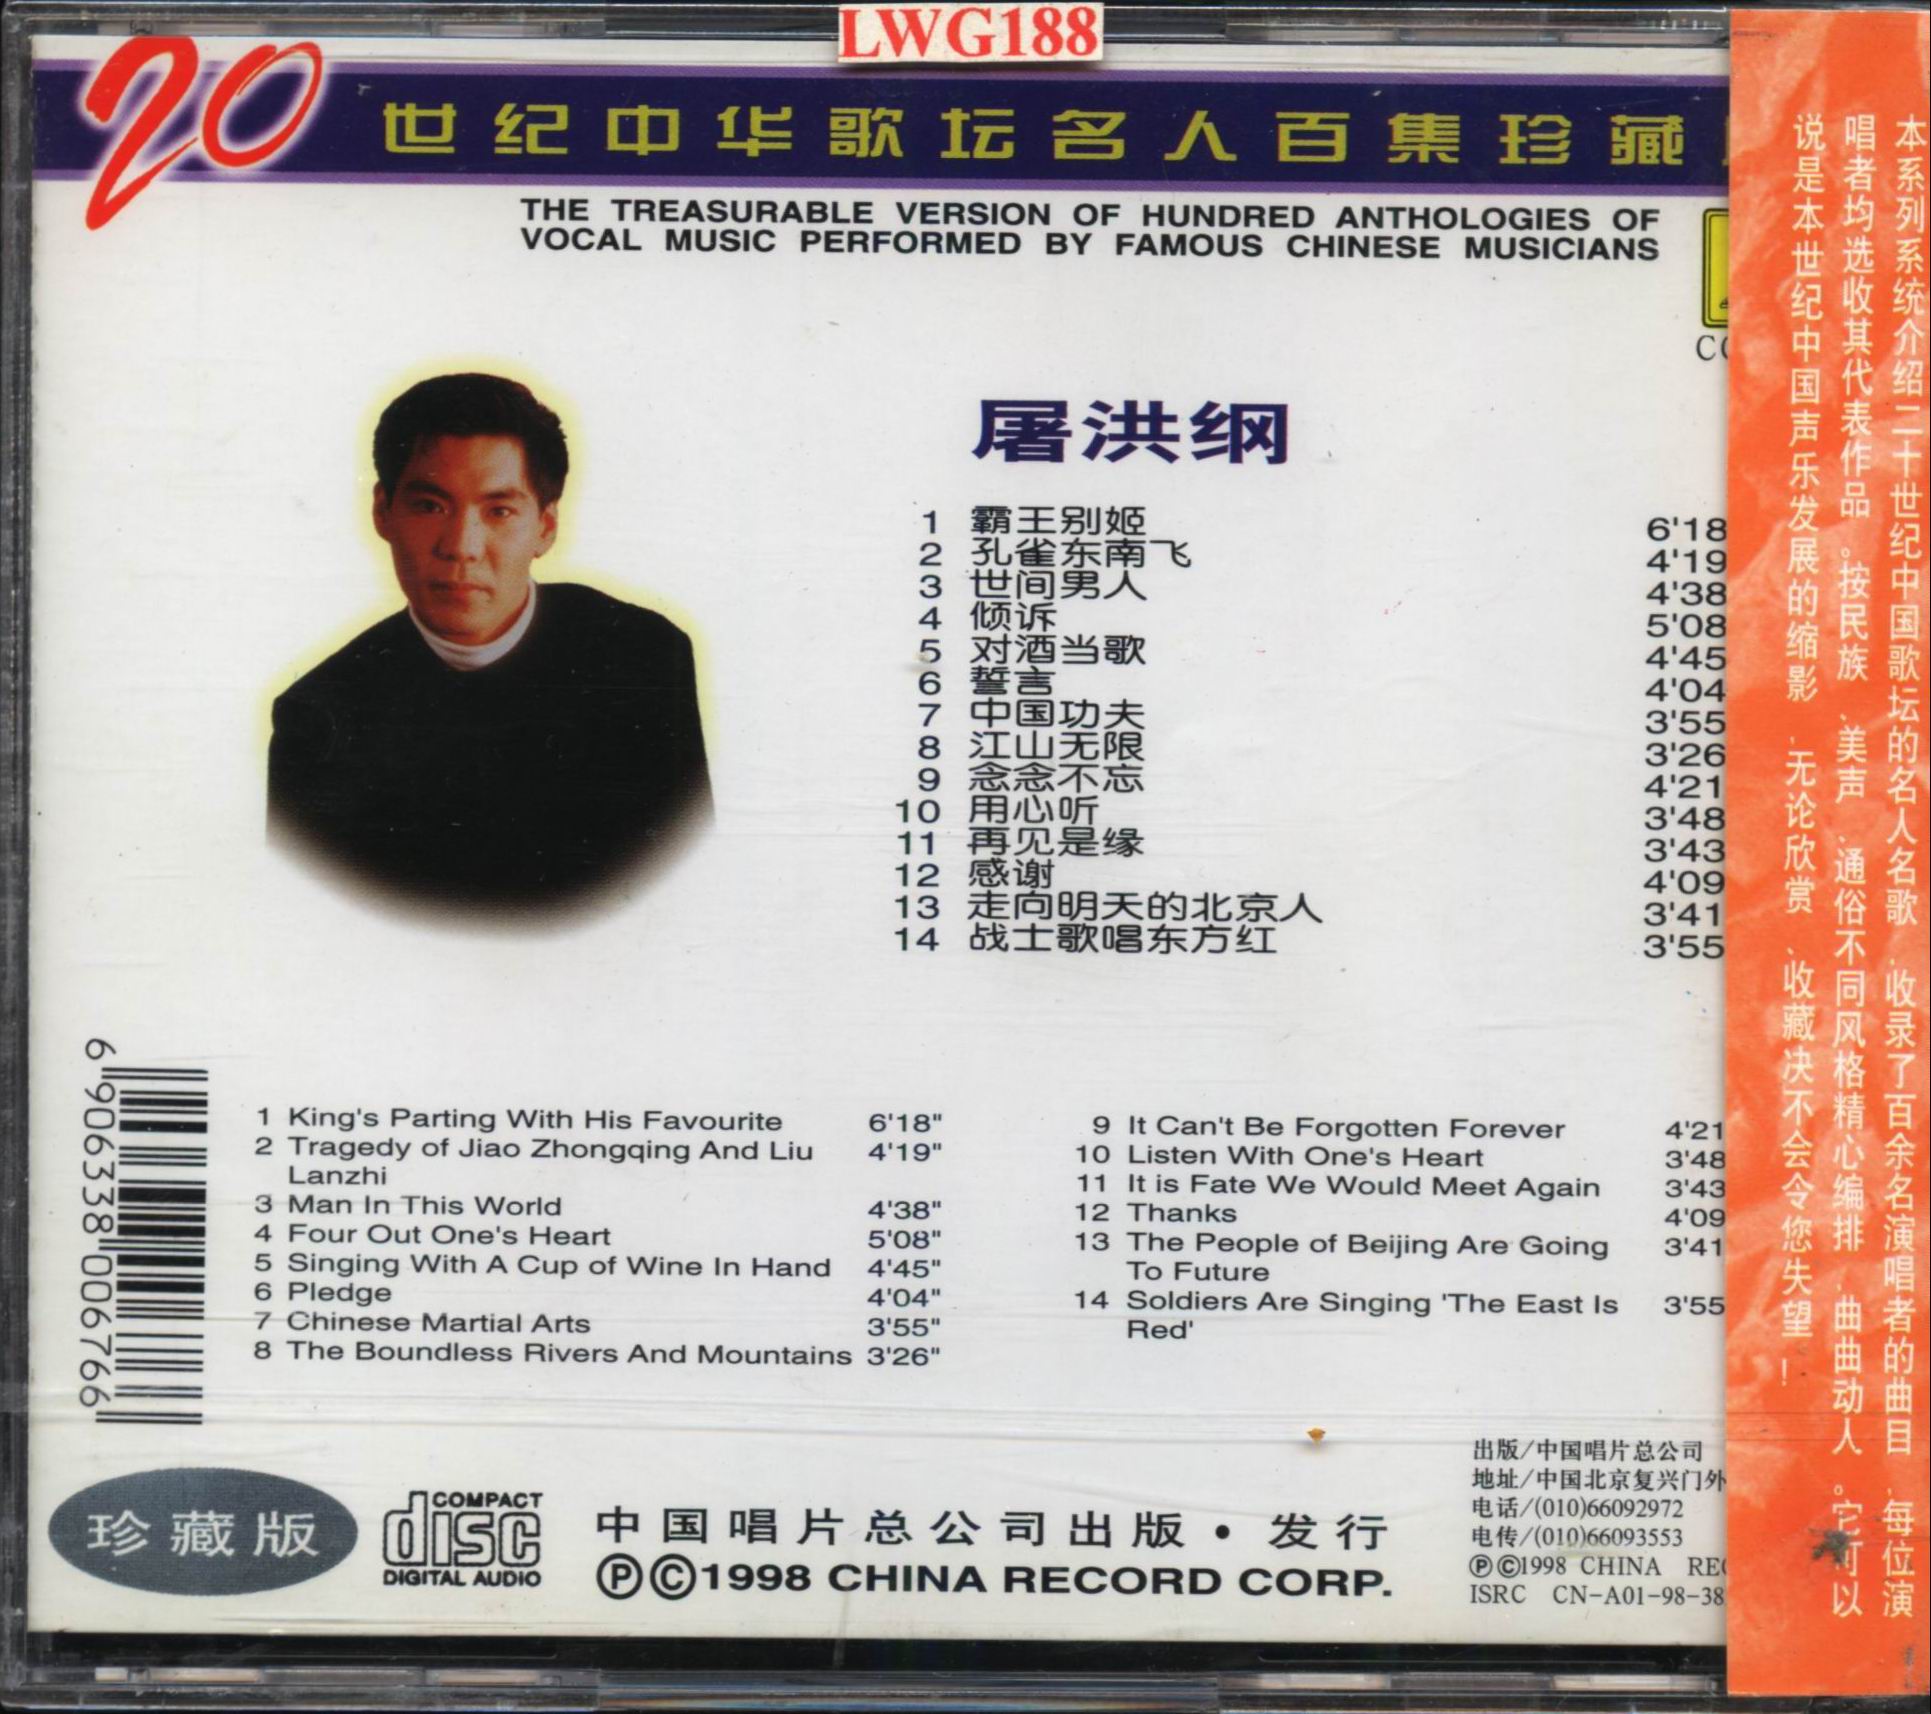 LWG188
20
世纪中华歌坛名人百集珍藏
THE TREASURABLE VERSION OF HUNDRED ANTHOLOGIES OF
VOCAL MUSIC PERFORMED BY FAMOUS CHINESE MUSICIANS
屠洪纲
1 霸王别姬 6'18
2 孔雀东南飞 4'19
3 世间男人 4'38
4 倾诉 5'08
5 对酒当歌 4'45
6 誓言 4'04
7 中国功夫 3'55
8 江山无限 3'26
9 念念不忘 4'21
10 用心听 3'48
11 再见是缘 3'43
12 感谢 4'09
13 走向明天的北京人 3'41
14 战士歌唱东方红 3'55
1 King's Parting With His Favourite 6'18"
2 Tragedy of Jiao Zhongqing And Liu 4'19"
Lanzhi
3 Man In This World 4'38"
4 Four Out One's Heart 5'08"
5 Singing With A Cup of Wine In Hand 4'45"
6 Pledge 4'04"
7 Chinese Martial Arts 3'55"
8 The Boundless Rivers And Mountains 3'26"
9 It Can't Be Forgotten Forever 4'21
10 Listen With One's Heart 3'48
11 It is Fate We Would Meet Again 3'43
12 Thanks 4'09
13 The People of Beijing Are Going 3'41
To Future
14 Soldiers Are Singing 'The East Is 3'55
Red'
6 906338 006766
珍藏版
COMPACT
disc
DIGITAL AUDIO
中国唱片总公司出版·发行
ⓅⒸ1998 CHINA RECORD CORP.
出版/中国唱片总公司
地址/中国北京复兴门外
电话/(010)66092972
电传/(010)66093553
ⓅⒸ1998 CHINA REC
ISRC CN-A01-98-38
本系列系统介绍二十世纪中国歌坛的名人名歌、收录了百余名演唱者的曲目、每位演
唱者均选收其代表作品。按民族、美声、通俗不同风格精心编排、曲曲动人。它可以
说是本世纪中国声乐发展的缩影、无论欣赏、收藏决不会令您失望!